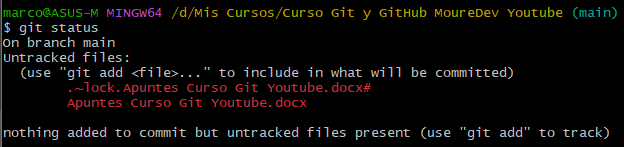 marco@ASUS-M MINGW64 /d/Mis Cursos/Curso Git y GitHub MoureDev Youtube (main)
$ git status
On branch main
Untracked files:
  (use "git add <file>..." to include in what will be committed)
        .~lock.Apuntes Curso Git Youtube.docx#
        Apuntes Curso Git Youtube.docx

nothing added to commit but untracked files present (use "git add" to track)